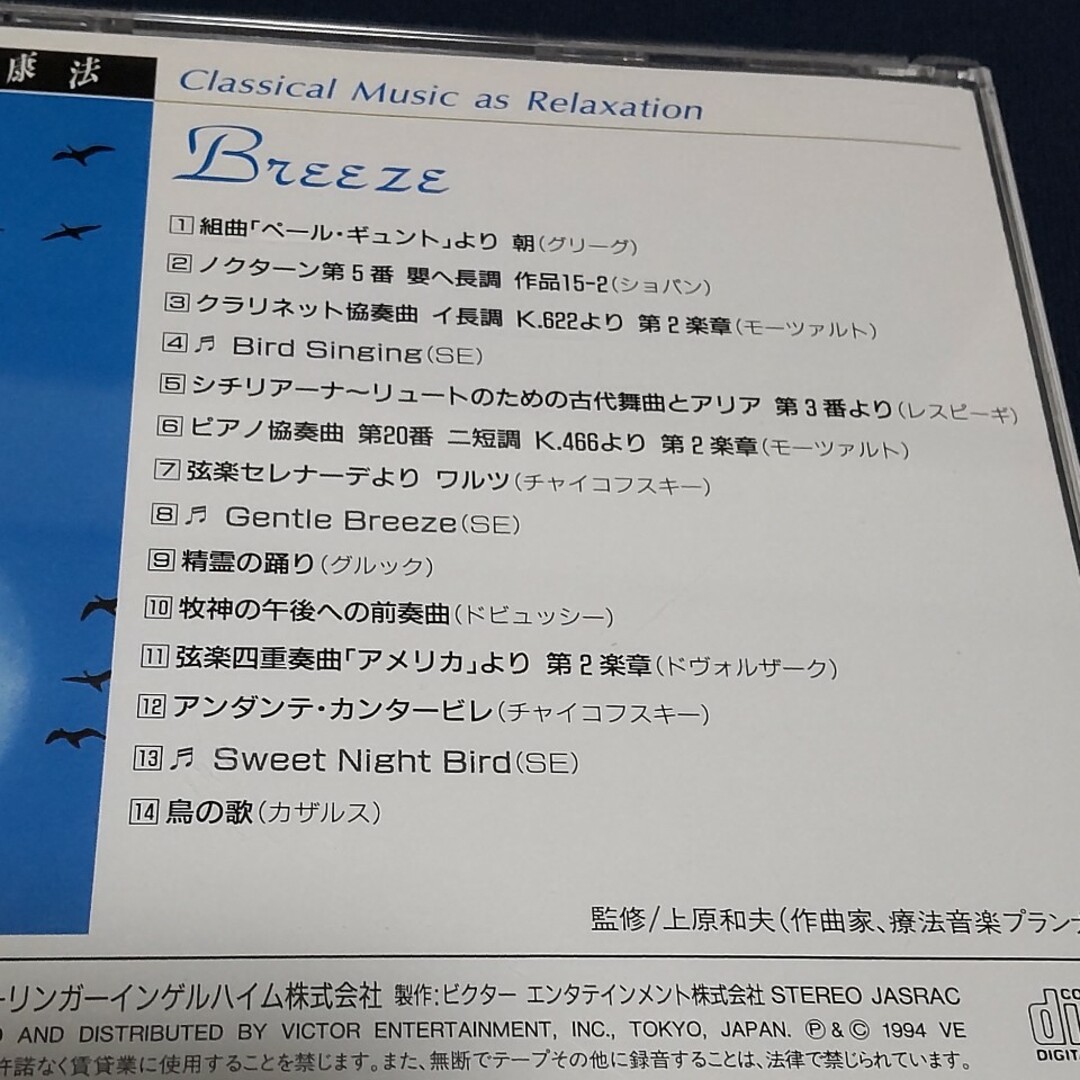 康法
Classical Music as Relaxation
Breeze
1 組曲「ペール・ギュント」より 朝(グリーグ)
2 ノクターン第5番 嬰ヘ長調 作品15-2(ショパン)
3 クラリネット協奏曲 イ長調 K.622より 第2楽章(モーツァルト)
4 ♬ Bird Singing(SE)
5 シチリアーナ〜リュートのための古代舞曲とアリア 第3番より(レスピーギ)
6 ピアノ協奏曲 第20番 ニ短調 K.466より 第2楽章(モーツァルト)
7 弦楽セレナーデより ワルツ(チャイコフスキー)
8 ♬ Gentle Breeze(SE)
9 精霊の踊り(グルック)
10 牧神の午後への前奏曲(ドビュッシー)
11 弦楽四重奏曲「アメリカ」より 第2楽章(ドヴォルザーク)
12 アンダンテ・カンタービレ(チャイコフスキー)
13 ♬ Sweet Night Bird(SE)
14 鳥の歌(カザルス)
監修/上原和夫(作曲家、療法音楽プラン
ーリンガーインゲルハイム株式会社 製作:ビクター エンタテインメント株式会社 STEREO JASRAC
AND DISTRIBUTED BY VICTOR ENTERTAINMENT, INC., TOKYO, JAPAN. Ⓟ&© 1994 VE
許諾なく賃貸業に使用することを禁じます。また、無断でテープその他に録音することは、法律で禁じられています。
DIGIT